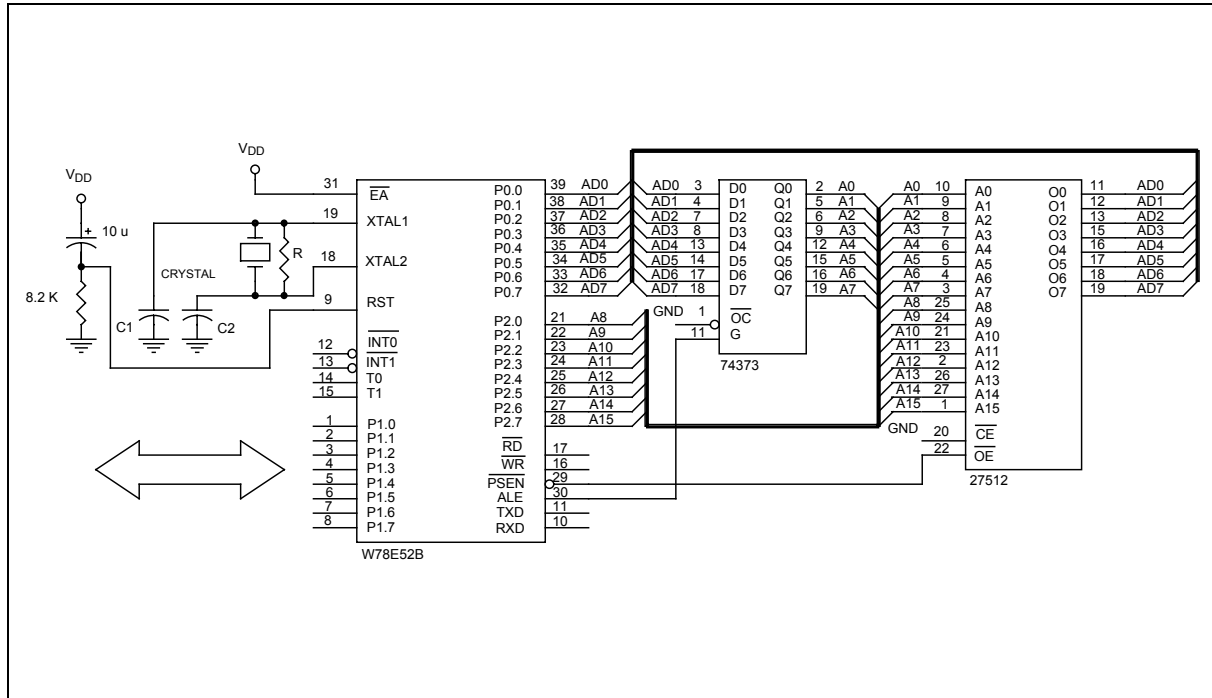 VDD
10 u
+
8.2 K
VDD
CRYSTAL
R
C1
C2
31 EA
19 XTAL1
18 XTAL2
9 RST
12 INT0
13 INT1
14 T0
15 T1
1 P1.0
2 P1.1
3 P1.2
4 P1.3
5 P1.4
6 P1.5
7 P1.6
8 P1.7
P0.0 39 AD0
P0.1 38 AD1
P0.2 37 AD2
P0.3 36 AD3
P0.4 35 AD4
P0.5 34 AD5
P0.6 33 AD6
P0.7 32 AD7
P2.0 21 A8
P2.1 22 A9
P2.2 23 A10
P2.3 24 A11
P2.4 25 A12
P2.5 26 A13
P2.6 27 A14
P2.7 28 A15
RD 17
WR 16
PSEN 29
ALE 30
TXD 11
RXD 10
W78E52B
AD0 3 D0 Q0 2 A0
AD1 4 D1 Q1 5 A1
AD2 7 D2 Q2 6 A2
AD3 8 D3 Q3 9 A3
AD4 13 D4 Q4 12 A4
AD5 14 D5 Q5 15 A5
AD6 17 D6 Q6 16 A6
AD7 18 D7 Q7 19 A7
GND 1 OC
11 G
74373
A0 10 A0
A1 9 A1
A2 8 A2
A3 7 A3
A4 6 A4
A5 5 A5
A6 4 A6
A7 3 A7
A8 25 A8
A9 24 A9
A10 21 A10
A11 23 A11
A12 2 A12
A13 26 A13
A14 27 A14
A15 1 A15
GND 20 CE
22 OE
O0 11 AD0
O1 12 AD1
O2 13 AD2
O3 15 AD3
O4 16 AD4
O5 17 AD5
O6 18 AD6
O7 19 AD7
27512